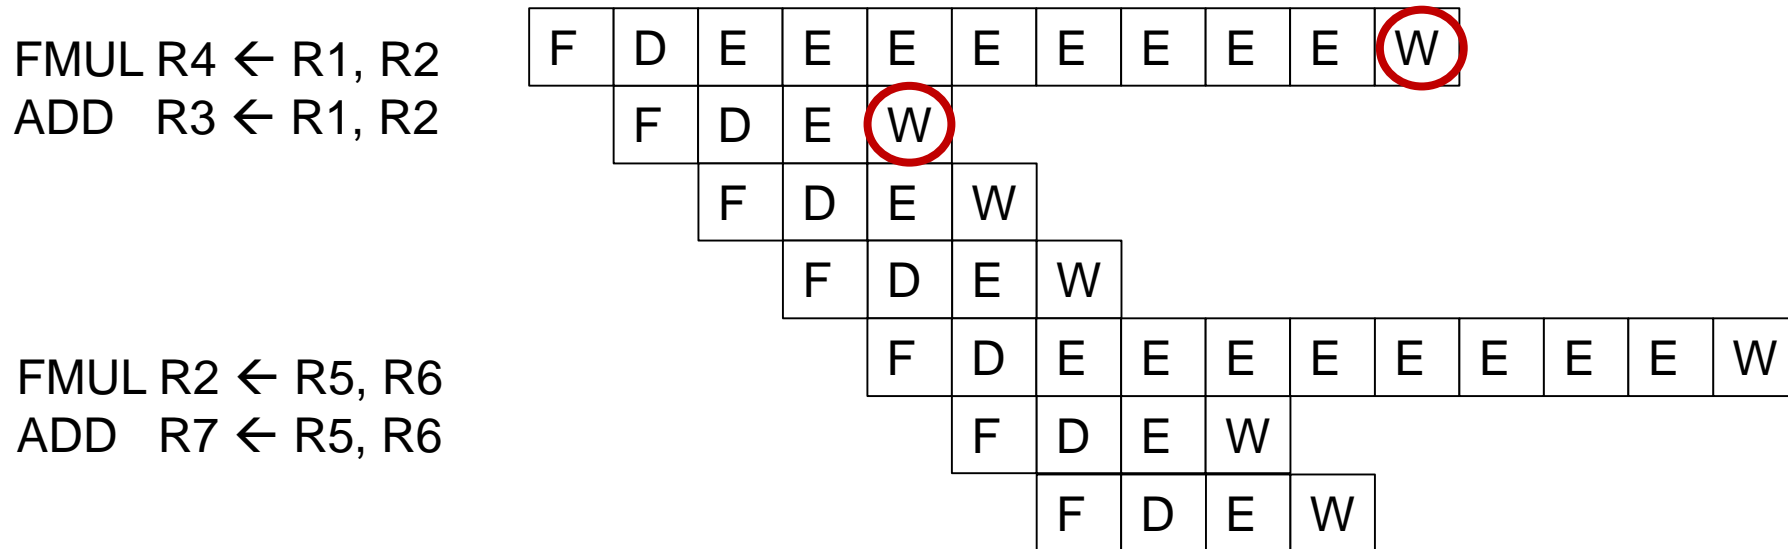 FMUL R4 ← R1, R2
F D E E E E E E E E W
ADD R3 ← R1, R2
F D E W
F D E W
F D E W
FMUL R2 ← R5, R6
F D E E E E E E E E W
ADD R7 ← R5, R6
F D E W
F D E W